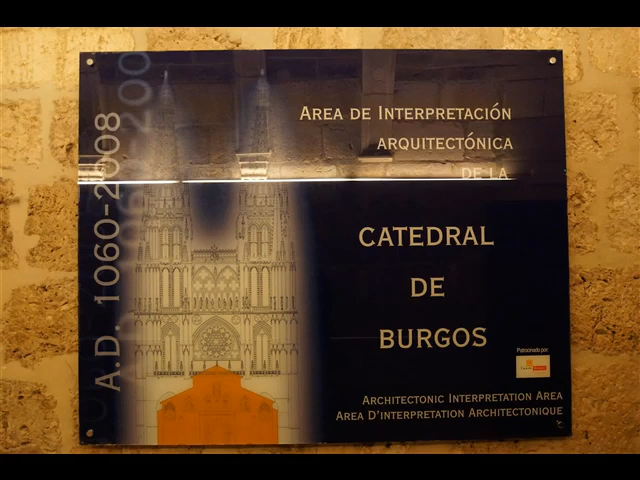 A.D. 1060-2008
AREA DE INTERPRETACIÓN
ARQUITECTÓNICA
DE LA
CATEDRAL
DE
BURGOS
Patrocinado por:
ARCHITECTONIC INTERPRETATION AREA
AREA D'INTERPRETATION ARCHITECTONIQUE